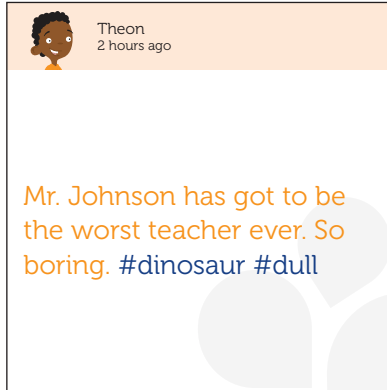 Theon
2 hours ago
Mr. Johnson has got to be
the worst teacher ever. So
boring. #dinosaur #dull